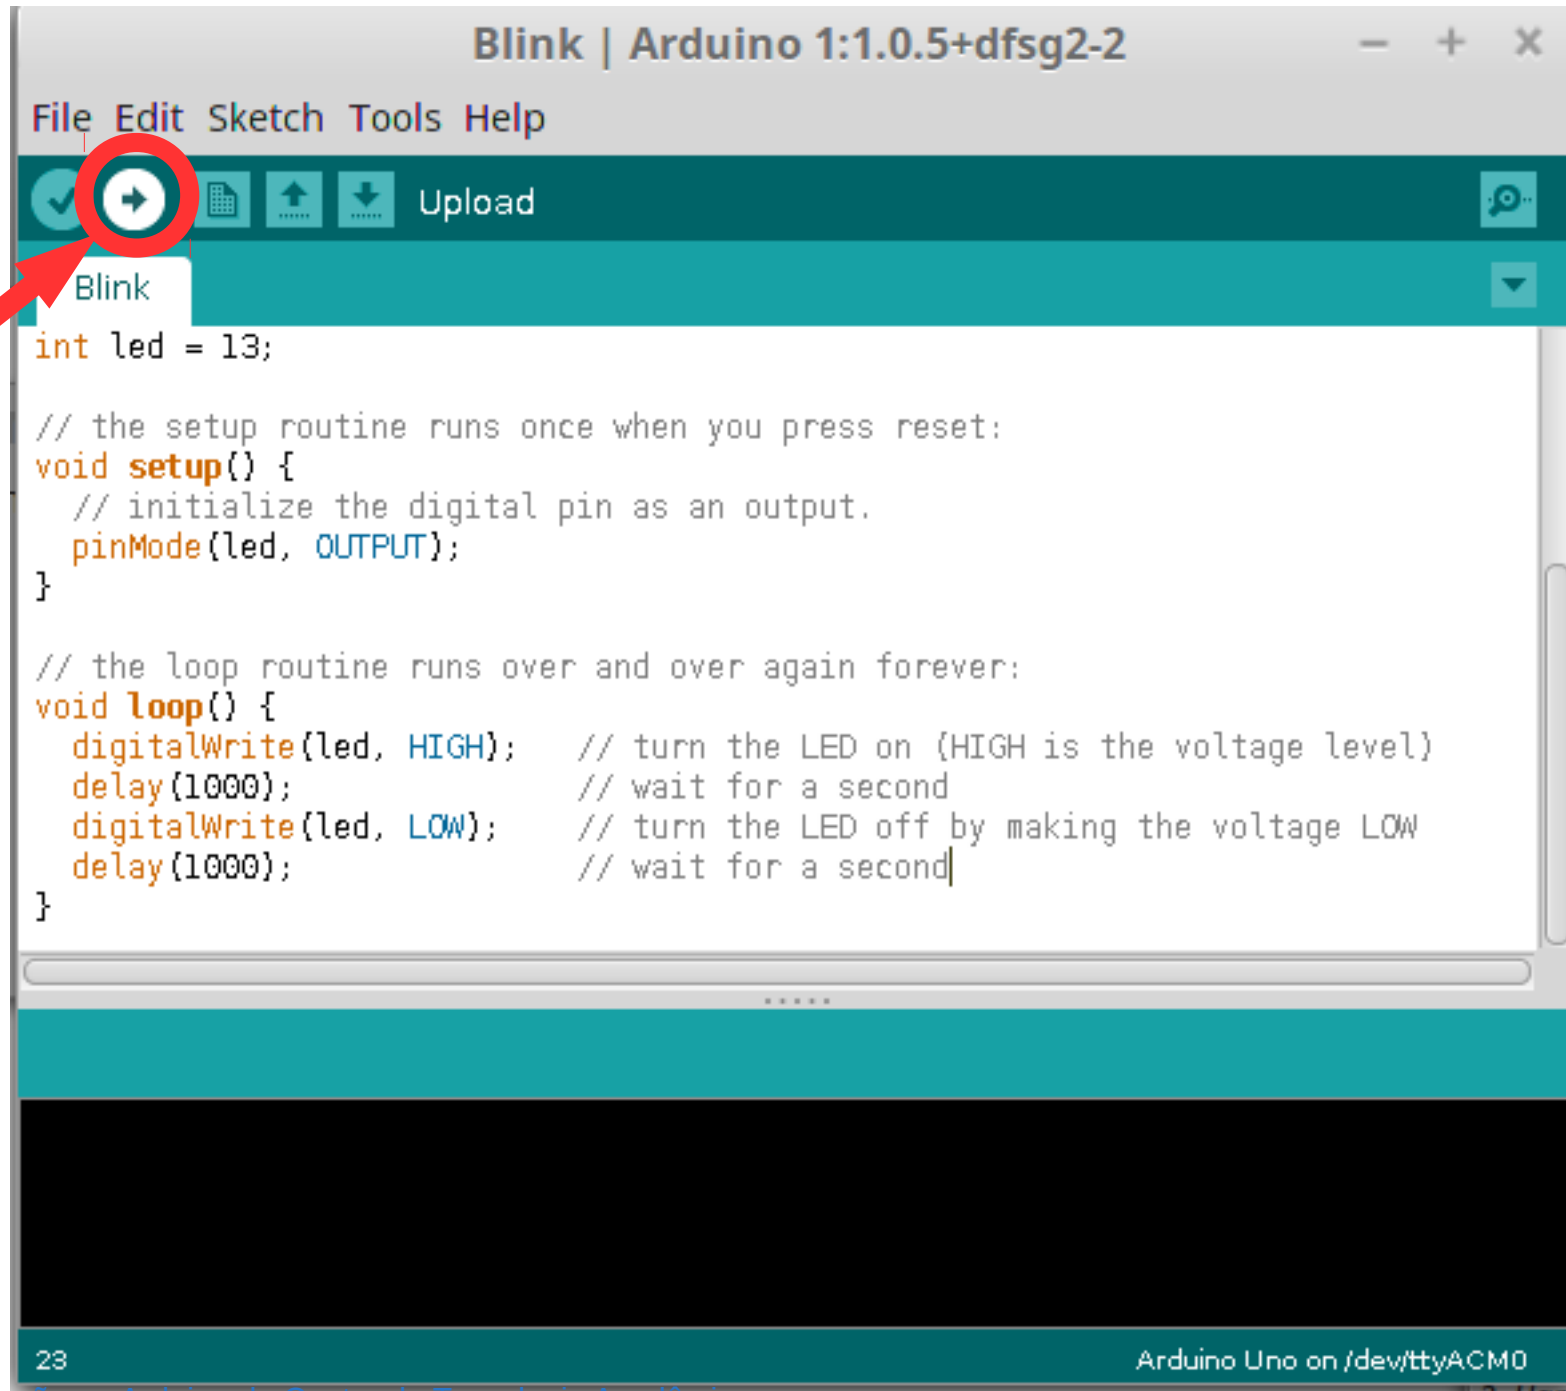 Blink | Arduino 1:1.0.5+dfsg2-2
File Edit Sketch Tools Help
Upload
Blink
int led = 13;
// the setup routine runs once when you press reset:
void setup() {
  // initialize the digital pin as an output.
  pinMode(led, OUTPUT);
}
// the loop routine runs over and over again forever:
void loop() {
  digitalWrite(led, HIGH);   // turn the LED on (HIGH is the voltage level)
  delay(1000);               // wait for a second
  digitalWrite(led, LOW);    // turn the LED off by making the voltage LOW
  delay(1000);               // wait for a second
}
23
Arduino Uno on /dev/ttyACM0